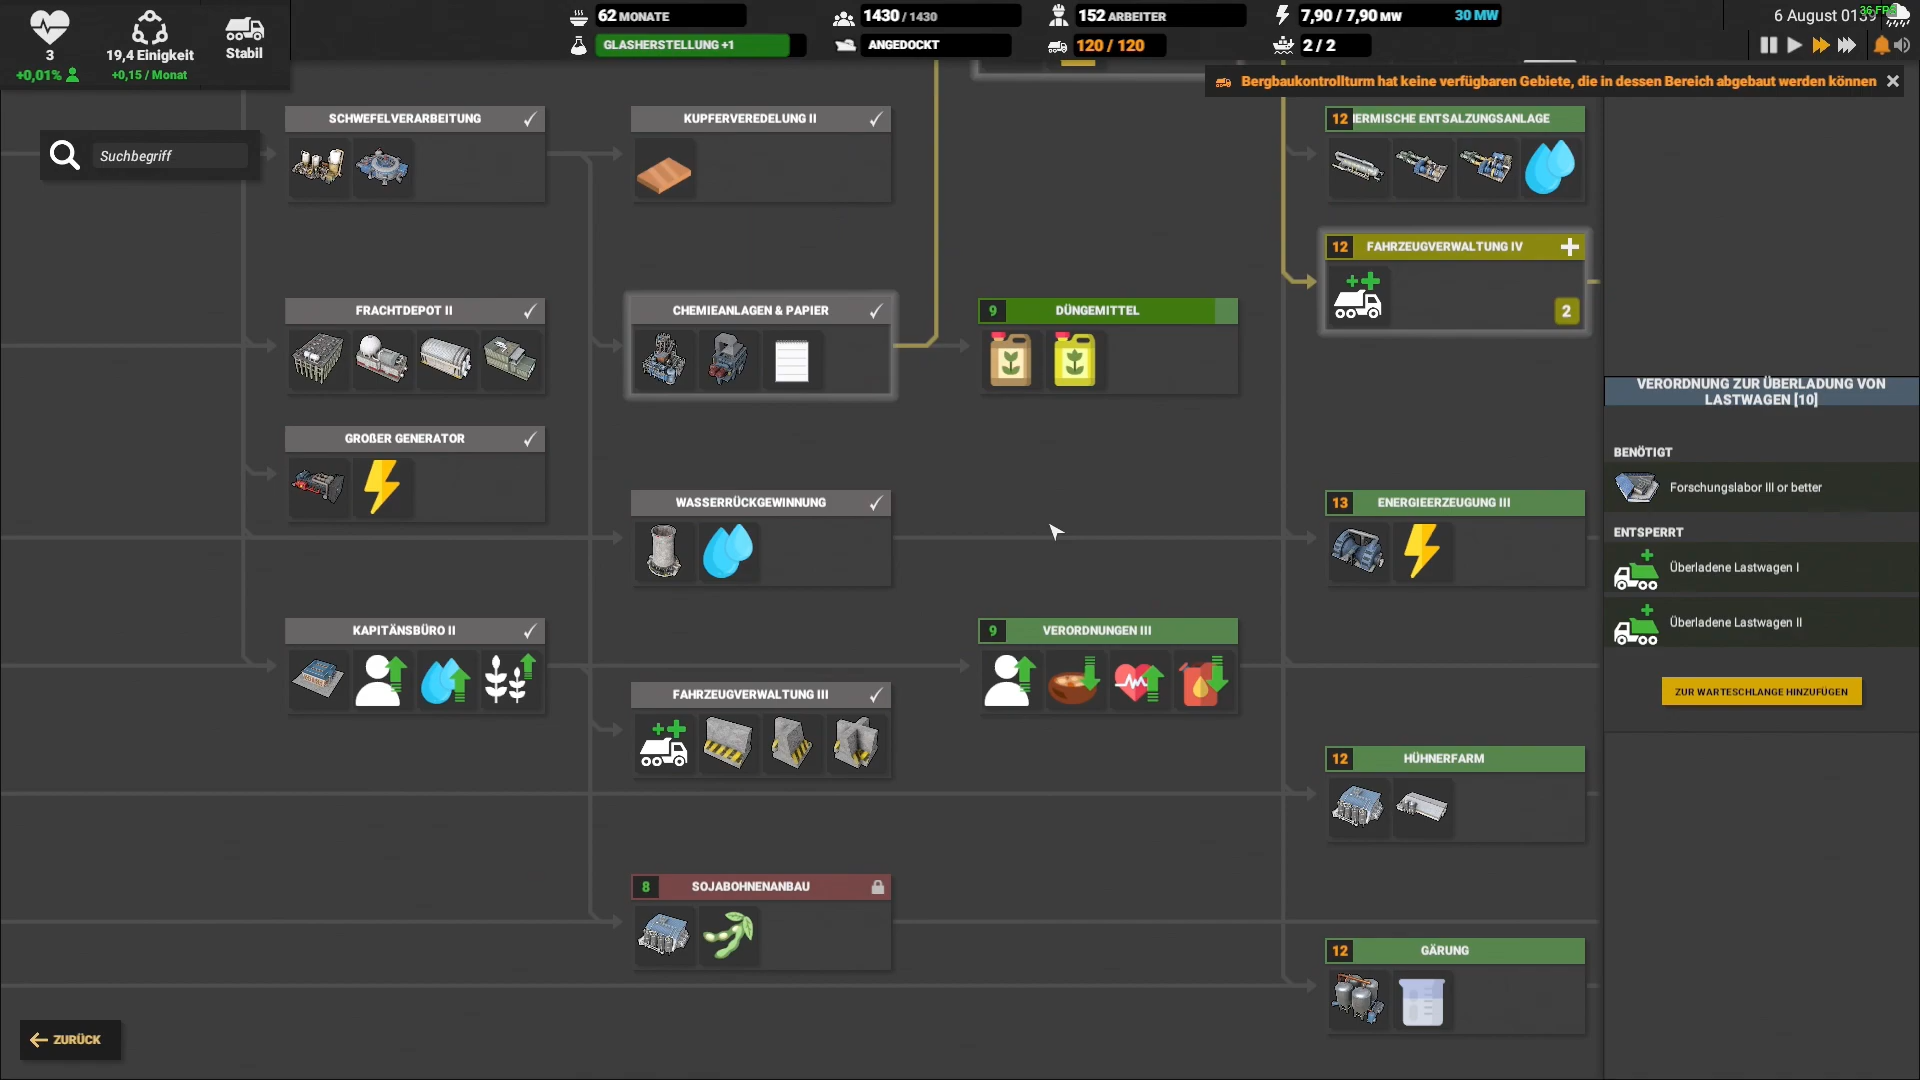 3
+0,01%
19,4 Einigkeit
+0,15 / Monat
Stabil
62 MONATE
GLASHERSTELLUNG +1
1430 / 1430
ANGEDOCKT
152 ARBEITER
120 / 120
7,90 / 7,90 MW
30 MW
2 / 2
36 FPS
6 August 0139
Bergbaukontrollturm hat keine verfügbaren Gebiete, die in dessen Bereich abgebaut werden können
Suchbegriff
SCHWEFELVERARBEITUNG
KUPFERVEREDELUNG II
12
HERMISCHE ENTSALZUNGSANLAGE
12
FAHRZEUGVERWALTUNG IV
2
FRACHTDEPOT II
CHEMIEANLAGEN & PAPIER
9
DÜNGEMITTEL
GROßER GENERATOR
WASSERRÜCKGEWINNUNG
13
ENERGIEERZEUGUNG III
KAPITÄNSBÜRO II
FAHRZEUGVERWALTUNG III
9
VERORDNUNGEN III
12
HÜHNERFARM
8
SOJABOHNENANBAU
12
GÄRUNG
VERORDNUNG ZUR ÜBERLADUNG VON
LASTWAGEN [10]
BENÖTIGT
Forschungslabor III or better
ENTSPERRT
Überladene Lastwagen I
Überladene Lastwagen II
ZUR WARTESCHLANGE HINZUFÜGEN
ZURÜCK